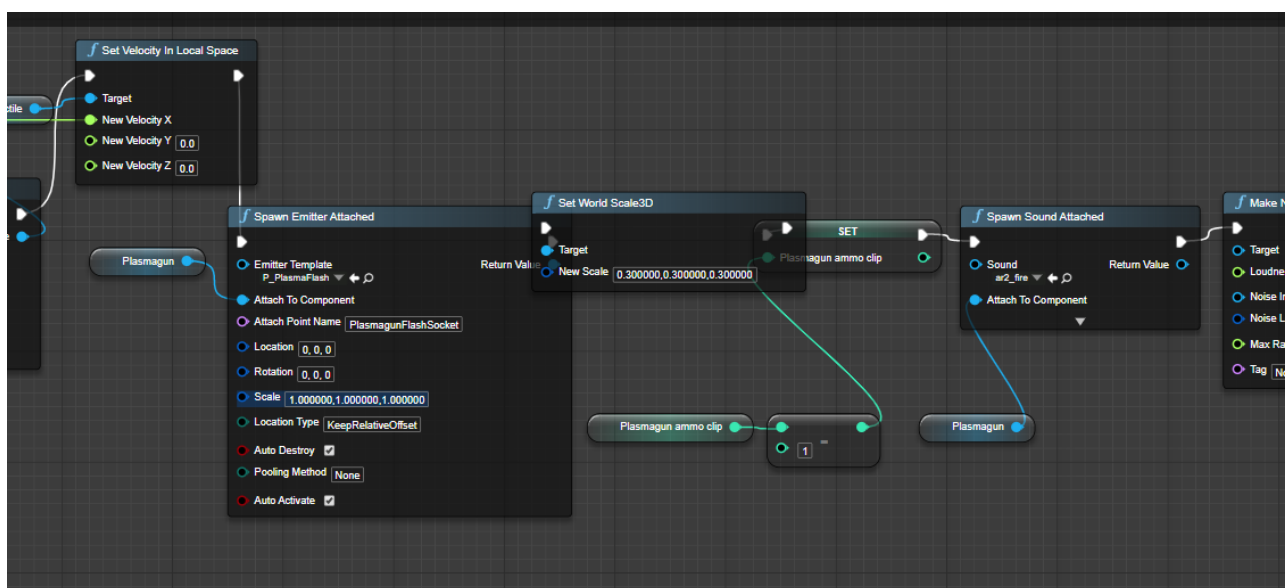 Set Velocity In Local Space
Target
New Velocity X
New Velocity Y 0.0
New Velocity Z 0.0
Plasmagun
Spawn Emitter Attached
Emitter Template
P_PlasmaFlash
Return Value
Attach To Component
Attach Point Name PlasmagunFlashSocket
Location 0, 0, 0
Rotation 0, 0, 0
Scale 1.000000,1.000000,1.000000
Location Type KeepRelativeOffset
Auto Destroy
Pooling Method None
Auto Activate
Set World Scale3D
Target
New Scale 0.300000,0.300000,0.300000
SET
Plasmagun ammo clip
Plasmagun ammo clip
1 -
Spawn Sound Attached
Sound
ar2_fire
Return Value
Attach To Component
Plasmagun
Make N
Target
Loudne
Noise In
Noise L
Max Ra
Tag No